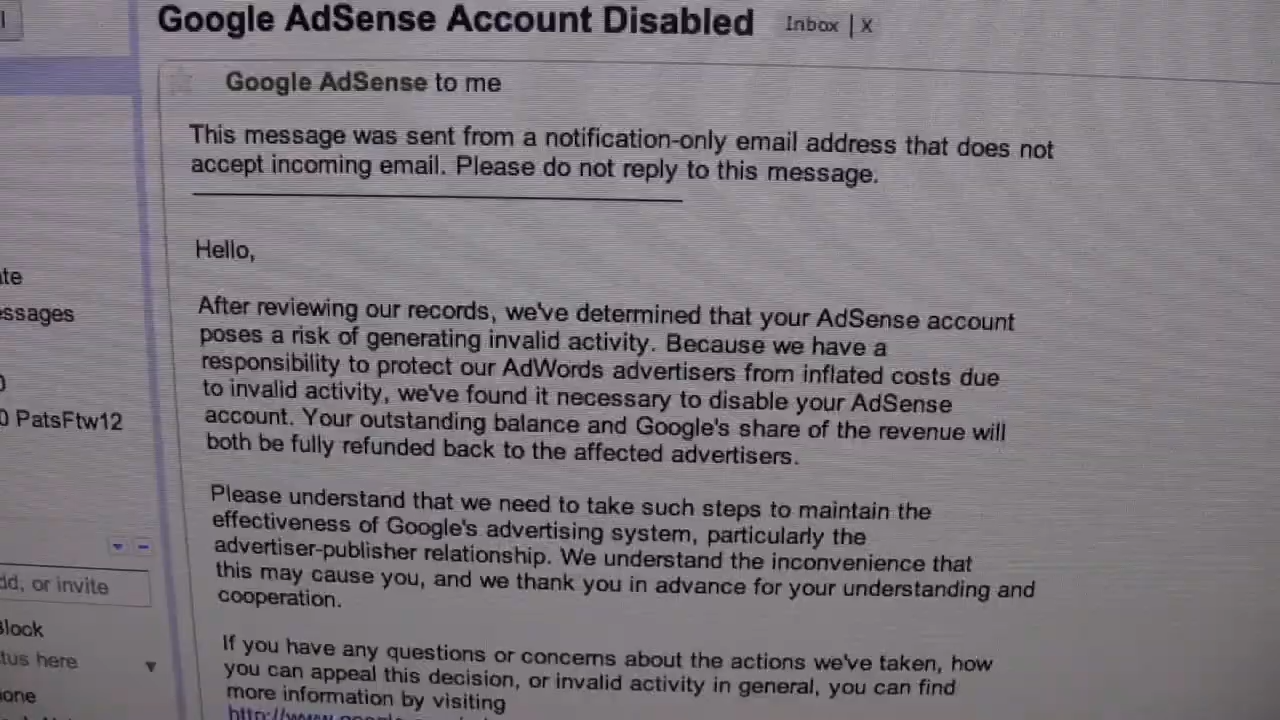 Google AdSense Account Disabled Inbox | X
Google AdSense to me
This message was sent from a notification-only email address that does not
accept incoming email. Please do not reply to this message.
Hello,
After reviewing our records, we've determined that your AdSense account
poses a risk of generating invalid activity. Because we have a
responsibility to protect our AdWords advertisers from inflated costs due
to invalid activity, we've found it necessary to disable your AdSense
account. Your outstanding balance and Google's share of the revenue will
both be fully refunded back to the affected advertisers.
Please understand that we need to take such steps to maintain the
effectiveness of Google's advertising system, particularly the
advertiser-publisher relationship. We understand the inconvenience that
this may cause you, and we thank you in advance for your understanding and
cooperation.
If you have any questions or concerns about the actions we've taken, how
you can appeal this decision, or invalid activity in general, you can find
more information by visiting
PatsFtw12
or invite
here